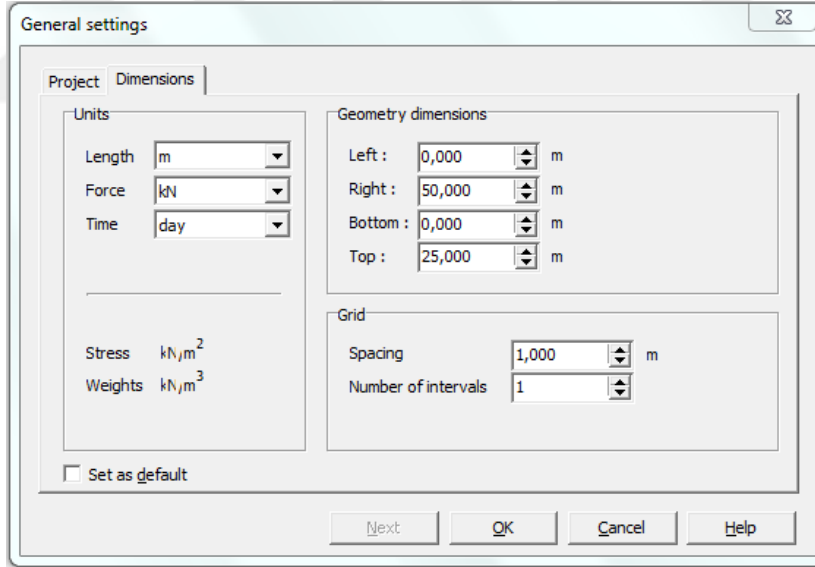 General settings
Project Dimensions
Units
Length m
Force kN
Time day
Stress kN/m²
Weights kN/m³
Geometry dimensions
Left : 0,000 m
Right : 50,000 m
Bottom : 0,000 m
Top : 25,000 m
Grid
Spacing 1,000 m
Number of intervals 1
Set as default
Next OK Cancel Help